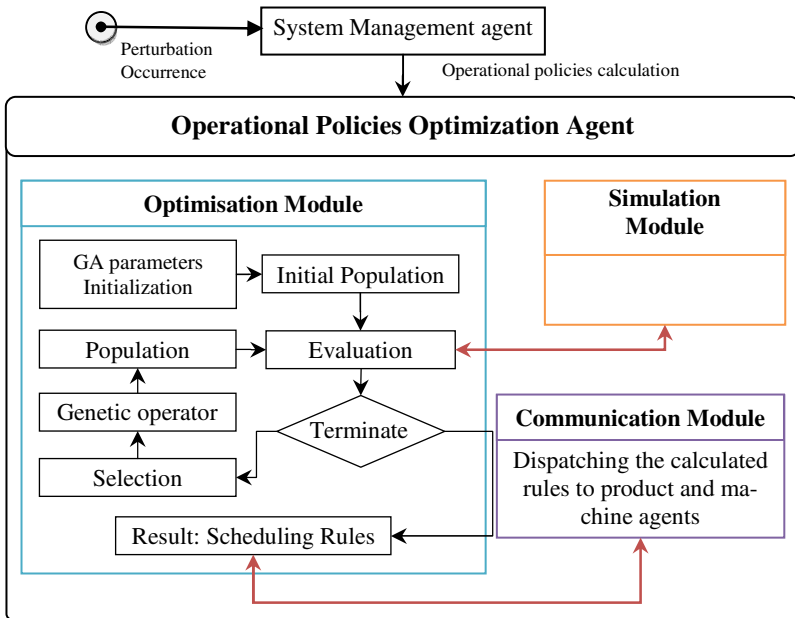 System Management agent
Perturbation
Occurrence
Operational policies calculation
Operational Policies Optimization Agent
Optimisation Module
GA parameters
Initialization
Initial Population
Population
Evaluation
Genetic operator
Terminate
Selection
Result: Scheduling Rules
Simulation
Module
Communication Module
Dispatching the calculated
rules to product and ma-
chine agents